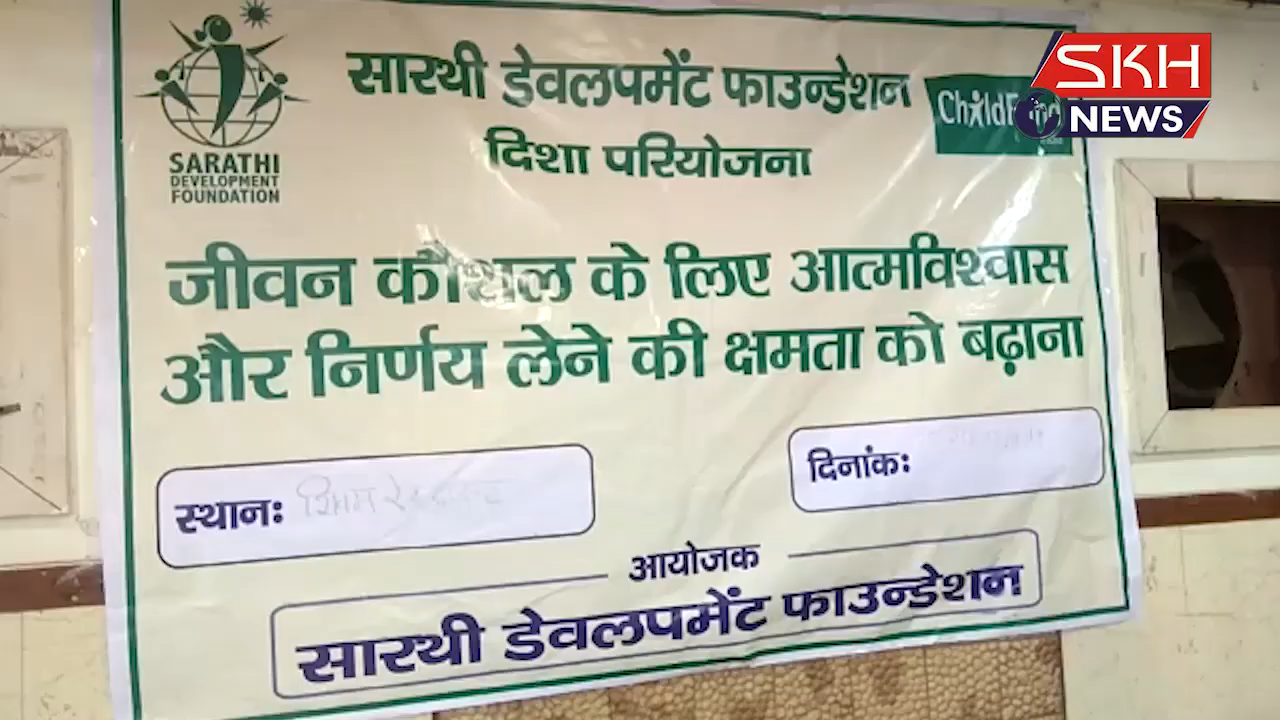 सारथी डेवलपमेंट फाउन्डेशन
दिशा परियोजना
SARATHI
DEVELOPMENT
FOUNDATION
SKH
NEWS
जीवन कौशल के लिए आत्मविश्वास
और निर्णय लेने की क्षमता को बढ़ाना
स्थानः
दिनांकः
आयोजक
सारथी डेवलपमेंट फाउन्डेशन